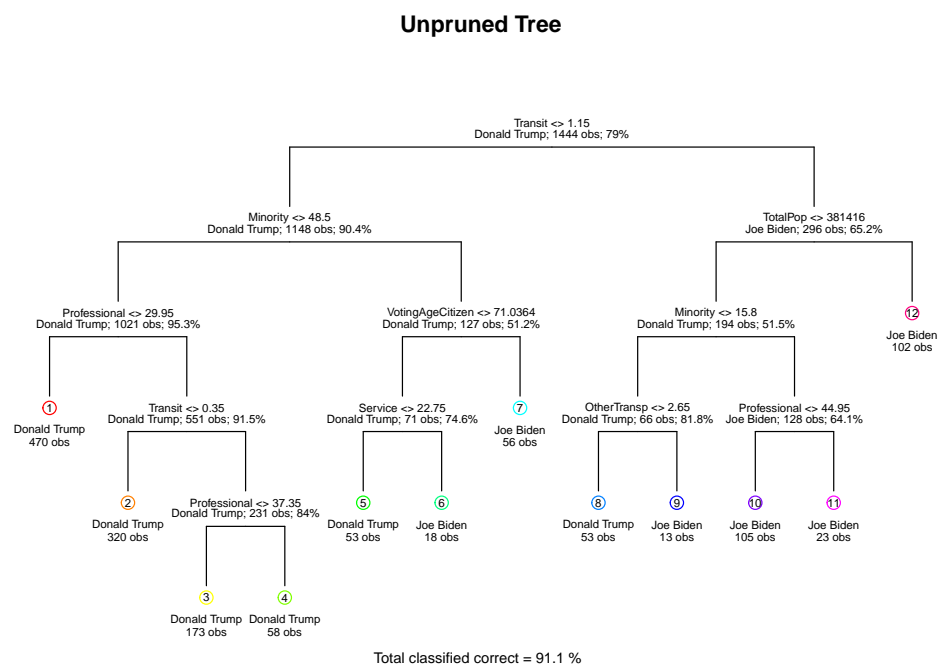 Unpruned Tree
Transit <> 1.15
Donald Trump; 1444 obs; 79%
Minority <> 48.5
Donald Trump; 1148 obs; 90.4%
TotalPop <> 381416
Joe Biden; 296 obs; 65.2%
Professional <> 29.95
Donald Trump; 1021 obs; 95.3%
VotingAgeCitizen <> 71.0364
Donald Trump; 127 obs; 51.2%
Minority <> 15.8
Donald Trump; 194 obs; 51.5%
12
Joe Biden
102 obs
1
Donald Trump
470 obs
Transit <> 0.35
Donald Trump; 551 obs; 91.5%
Service <> 22.75
Donald Trump; 71 obs; 74.6%
7
Joe Biden
56 obs
OtherTransp <> 2.65
Donald Trump; 66 obs; 81.8%
Professional <> 44.95
Joe Biden; 128 obs; 64.1%
2
Donald Trump
320 obs
Professional <> 37.35
Donald Trump; 231 obs; 84%
5
Donald Trump
53 obs
6
Joe Biden
18 obs
8
Donald Trump
53 obs
9
Joe Biden
13 obs
10
Joe Biden
105 obs
11
Joe Biden
23 obs
3
Donald Trump
173 obs
4
Donald Trump
58 obs
Total classified correct = 91.1 %